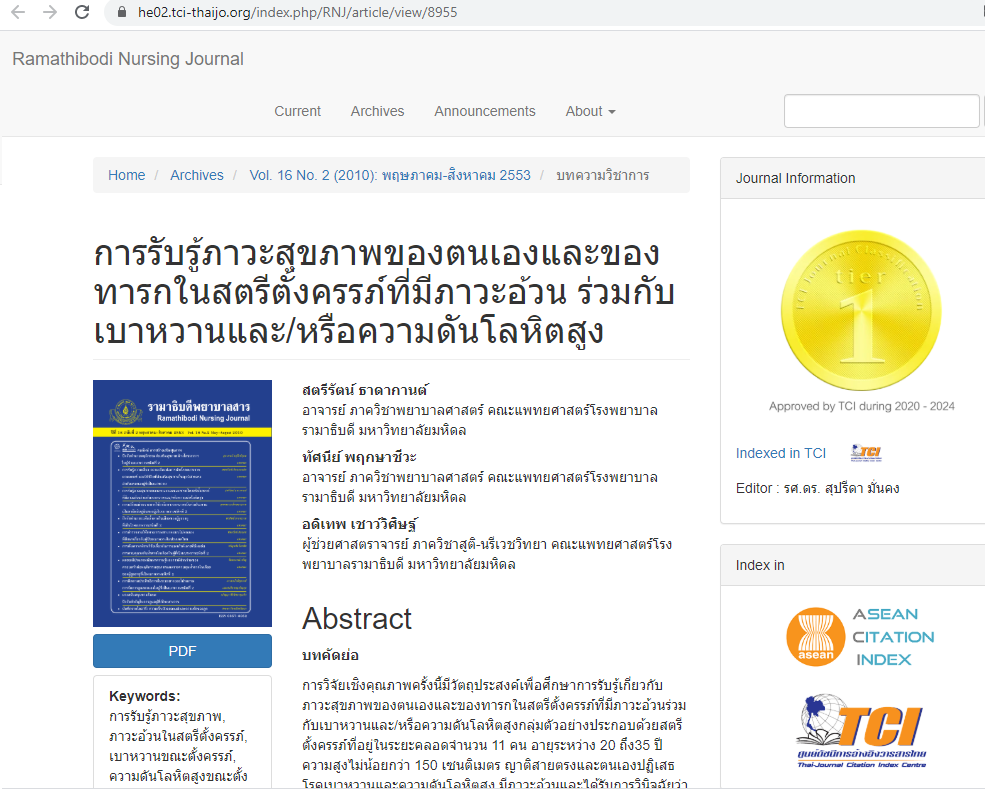 he02.tci-thaijo.org/index.php/RNJ/article/view/8955
Ramathibodi Nursing Journal
Current Archives Announcements About
Home / Archives / Vol. 16 No. 2 (2010): พฤษภาคม-สิงหาคม 2553 / บทความวิชาการ
การรับรู้ภาวะสุขภาพของตนเองและของ
ทารกในสตรีตั้งครรภ์ที่มีภาวะอ้วน ร่วมกับ
เบาหวานและ/หรือความดันโลหิตสูง
รามาธิบดีพยาบาลสาร
Ramathibodi Nursing Journal
PDF
Keywords:
การรับรู้ภาวะสุขภาพ,
ภาวะอ้วนในสตรีตั้งครรภ์,
เบาหวานขณะตั้งครรภ์,
ความดันโลหิตสูงขณะตั้ง
สตรีรัตน์ ธาดากานต์
อาจารย์ ภาควิชาพยาบาลศาสตร์ คณะแพทยศาสตร์โรงพยาบาล
รามาธิบดี มหาวิทยาลัยมหิดล
ทัศนีย์ พฤกษาชีวะ
อาจารย์ ภาควิชาพยาบาลศาสตร์ คณะแพทยศาสตร์โรงพยาบาล
รามาธิบดี มหาวิทยาลัยมหิดล
อดิเทพ เชาว์วิศิษฐ์
ผู้ช่วยศาสตราจารย์ ภาควิชาสูติ-นรีเวชวิทยา คณะแพทยศาสตร์โรง
พยาบาลรามาธิบดี มหาวิทยาลัยมหิดล
Abstract
บทคัดย่อ
การวิจัยเชิงคุณภาพครั้งนี้มีวัตถุประสงค์เพื่อศึกษาการรับรู้เกี่ยวกับ
ภาวะสุขภาพของตนเองและของทารกในสตรีตั้งครรภ์ที่มีภาวะอ้วนร่วม
กับเบาหวานและ/หรือความดันโลหิตสูงกลุ่มตัวอย่างประกอบด้วยสตรี
ตั้งครรภ์ที่อยู่ในระยะคลอดจำนวน 11 คน อายุระหว่าง 20 ถึง35 ปี
ความสูงไม่น้อยกว่า 150 เซนติเมตร ญาติสายตรงและตนเองปฏิเสธ
โรคเบาหวานและความดันโลหิตสูง มีภาวะอ้วนและได้รับการวินิจฉัยว่า
Journal Information
TCI Journal Classification
tier
1
Approved by TCI during 2020 - 2024
Indexed in TCI
TCI
Editor : รศ.ดร. สุปรีดา มั่นคง
Index in
asean
ASEAN
CITATION
INDEX
TCI
ศูนย์ดัชนีการอ้างอิงวารสารไทย
Thai-Journal Citation Index Centre